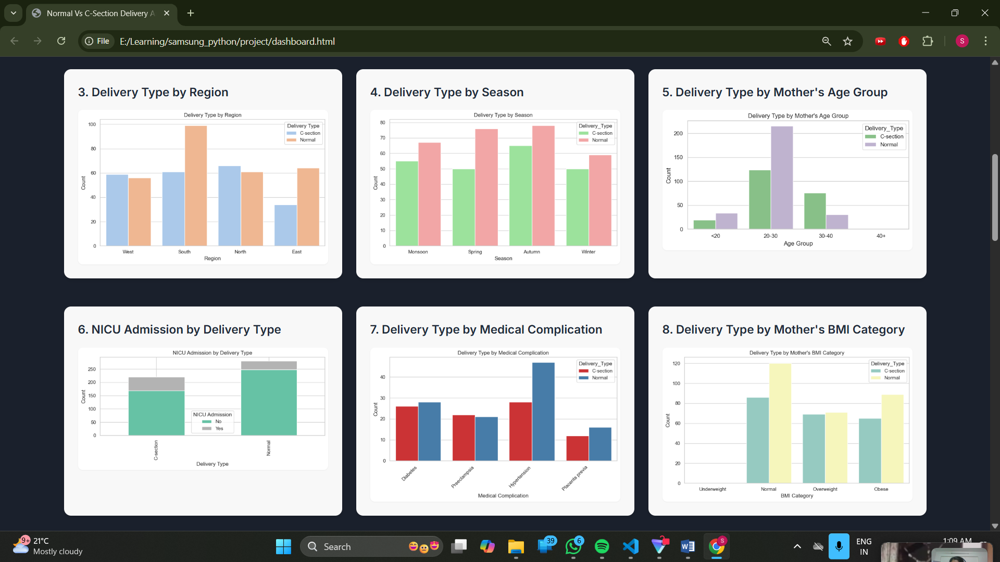 Normal Vs C-Section Delivery A
File
E:/Learning/samsung_python/project/dashboard.html
S
3. Delivery Type by Region
Delivery Type by Region
Delivery Type
C-section
Normal
100
80
60
40
20
0
Count
West
South
North
East
Region
4. Delivery Type by Season
Delivery Type by Season
Delivery_Type
C-section
Normal
80
70
60
50
40
30
20
10
0
Count
Monsoon
Spring
Autumn
Winter
Season
5. Delivery Type by Mother's Age Group
Delivery Type by Mother's Age Group
Delivery_Type
C-section
Normal
200
150
100
50
0
Count
<20
20-30
30-40
40+
Age Group
6. NICU Admission by Delivery Type
NICU Admission by Delivery Type
250
200
150
100
50
0
Count
NICU Admission
No
Yes
C-section
Normal
Delivery Type
7. Delivery Type by Medical Complication
Delivery Type by Medical Complication
Delivery_Type
C-section
Normal
40
30
20
10
0
Count
Diabetes
Preeclampsia
Hypertension
Placenta previa
Medical Complication
8. Delivery Type by Mother's BMI Category
Delivery Type by Mother's BMI Category
Delivery_Type
C-section
Normal
120
100
80
60
40
20
0
Count
Underweight
Normal
Overweight
Obese
BMI Category
9+
21°C
Mostly cloudy
Search
39
6
?
W
S
ENG
IN
1:09 AM